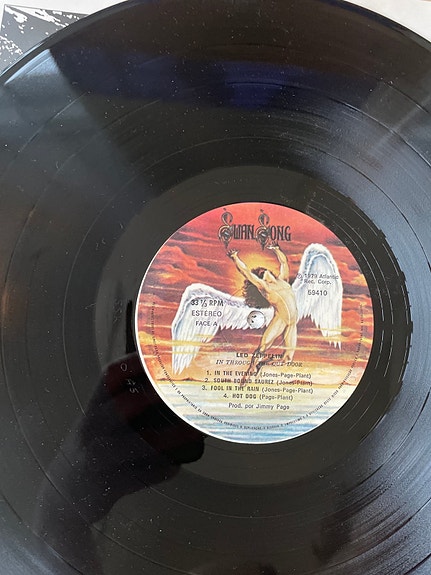 SWAN SONG
℗ 1979 Atlantic
Rec. Corp.
59410
33 ⅓ RPM
ESTÉREO
FACE A
LED ZEPPELIN
IN THROUGH THE OUT DOOR
1. IN THE EVENING (Jones-Page-Plant)
2. SOUTH BOUND SAUREZ (Jones-Plant)
3. FOOL IN THE RAIN (Jones-Page-Plant)
4. HOT DOG (Page-Plant)
Prod. por Jimmy Page